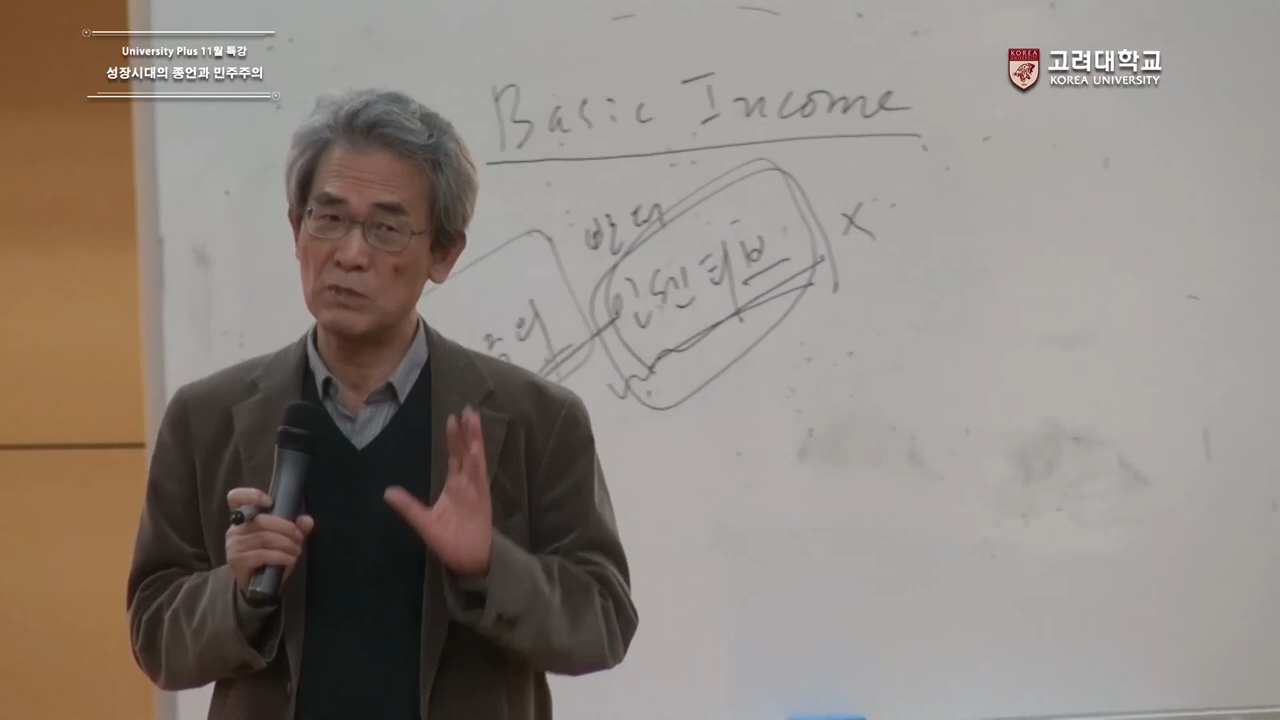 University Plus 11월 특강
성장시대의 종언과 민주주의
KOREA
고려대학교
KOREA UNIVERSITY
Basic Income
인센티브
X